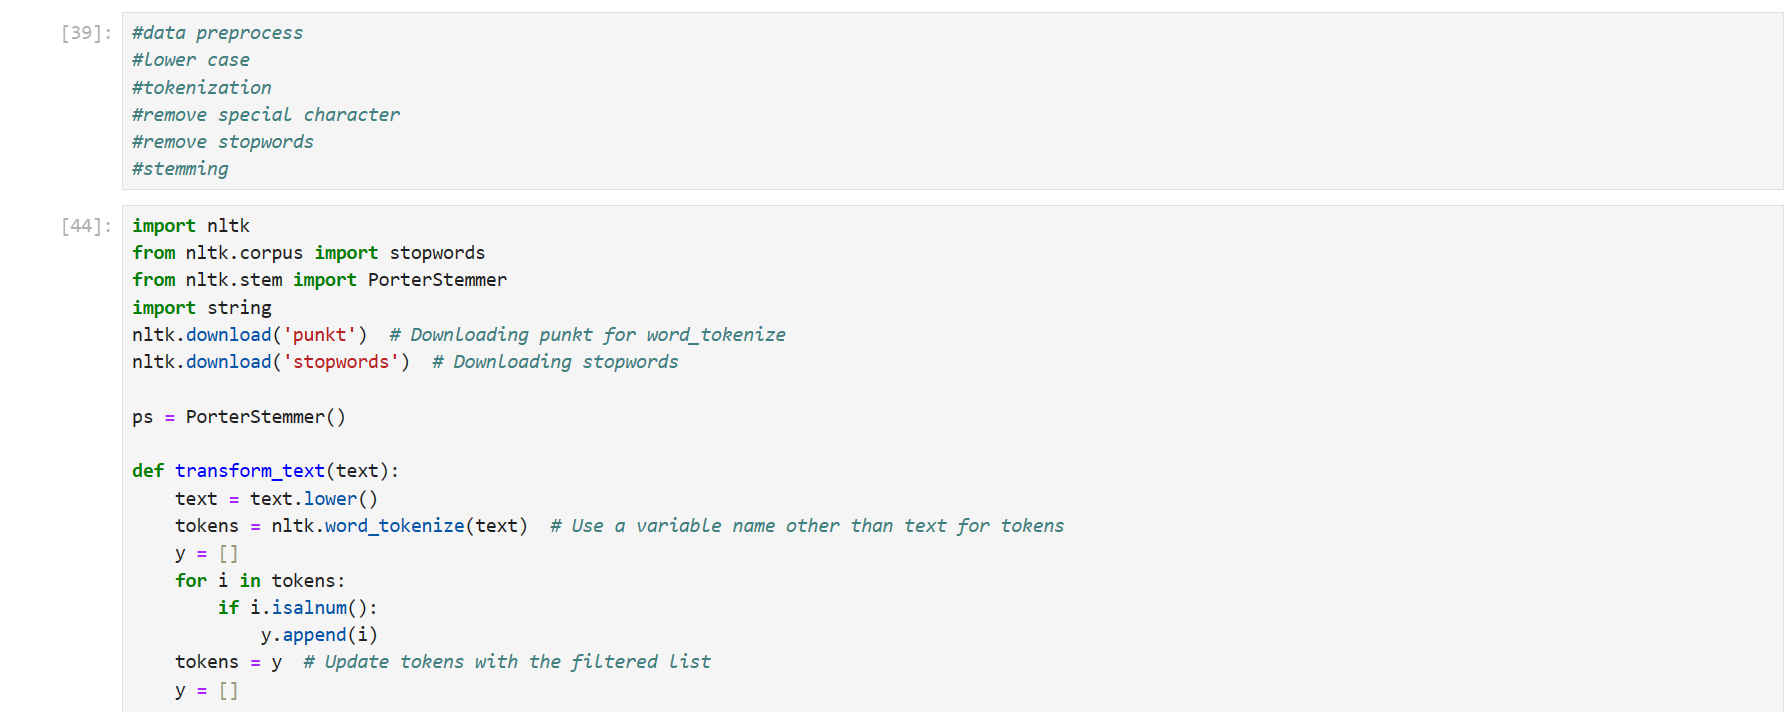 [39]:
#data preprocess
#lower case
#tokenization
#remove special character
#remove stopwords
#stemming
[44]:
import nltk
from nltk.corpus import stopwords
from nltk.stem import PorterStemmer
import string
nltk.download('punkt')  # Downloading punkt for word_tokenize
nltk.download('stopwords')  # Downloading stopwords

ps = PorterStemmer()

def transform_text(text):
    text = text.lower()
    tokens = nltk.word_tokenize(text)  # Use a variable name other than text for tokens
    y = []
    for i in tokens:
        if i.isalnum():
            y.append(i)
    tokens = y  # Update tokens with the filtered list
    y = []